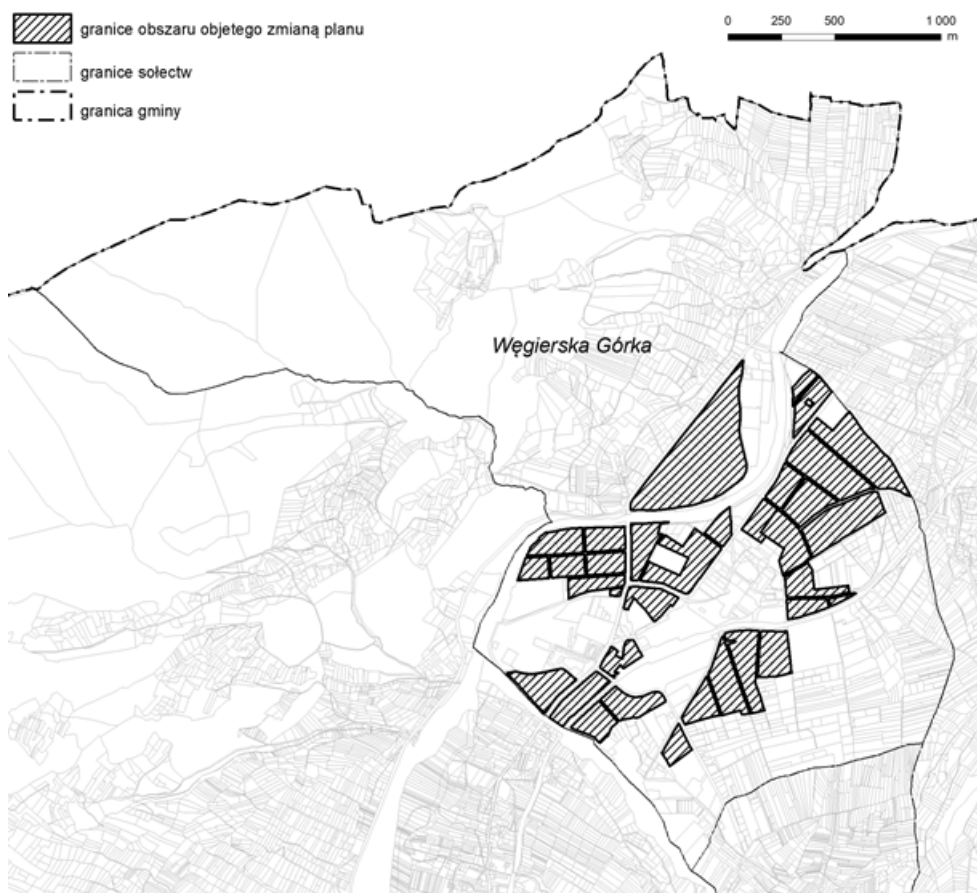 granice obszaru objetego zmianą planu
granice sołectw
granica gminy
0 250 500 1 000
m
Węgierska Górka